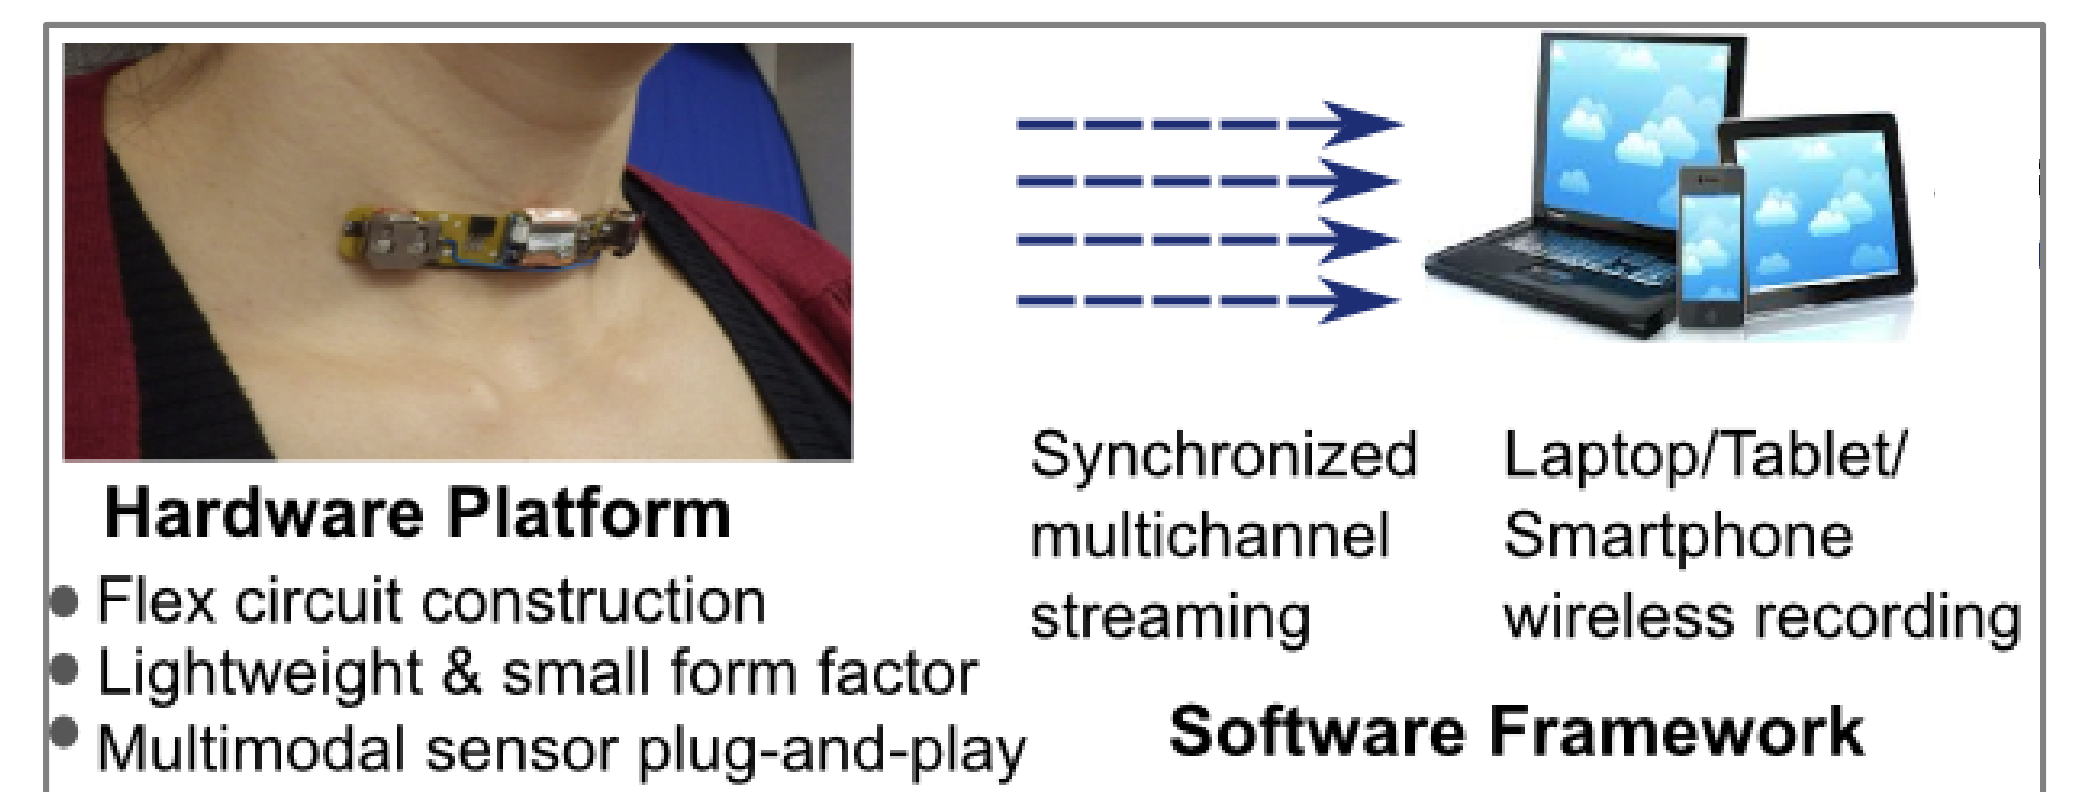 Hardware Platform
Flex circuit construction
Lightweight & small form factor
Multimodal sensor plug-and-play
Synchronized
multichannel
streaming
Laptop/Tablet/
Smartphone
wireless recording
Software Framework